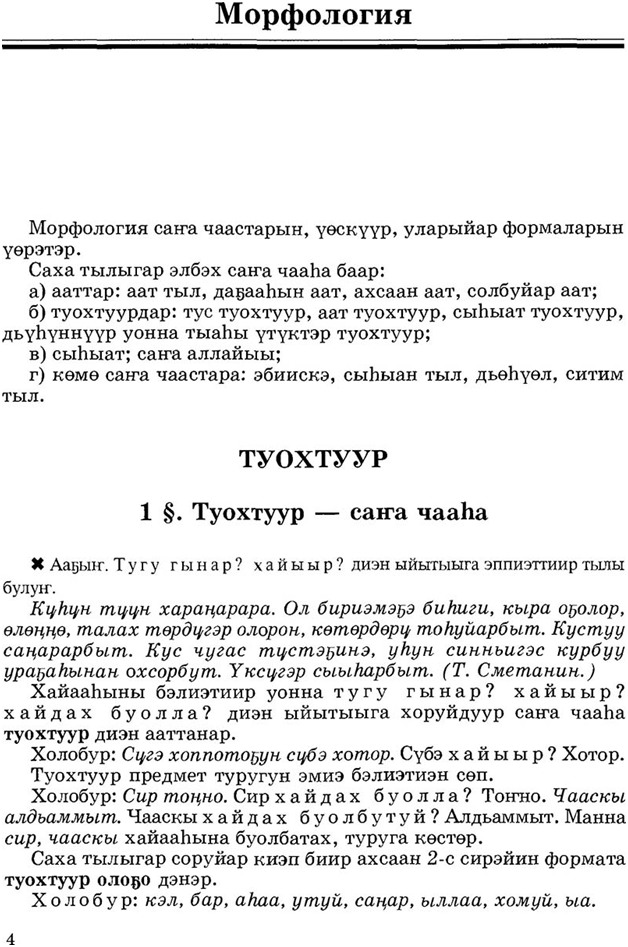 Морфология
Морфология саҥа чаастарын, үөскүүр, уларыйар формаларын
үөрэтэр.
Саха тылыгар элбэх саҥа чааһа баар:
а) ааттар: аат тыл, даҕааһын аат, ахсаан аат, солбуйар аат;
б) туохтуурдар: тус туохтуур, аат туохтуур, сыһыат туохтуур,
дьүһүннүүр уонна тыаһы үтүктэр туохтуур;
в) сыһыат; саҥа аллайыы;
г) көмө саҥа чаастара: эбиискэ, сыһыан тыл, дьөһүөл, ситим
тыл.
ТУОХТУУР
1 §. Туохтуур — саҥа чааһа
✖ Ааҕыҥ. Тугу гынар? хайыыр? диэн ыйытыыга эппиэттиир тылы
булуҥ.
Күһүн түүн хараҥарара. Ол бириэмэҕэ биһиги, кыра оҕолор,
өлөҥҥө, талах төрдүгэр олорон, көтөрдөрү тоһуйарбыт. Кустуу
саҥарарбыт. Кус чугас түстэҕинэ, уһун синньигэс курбуу
ураҕаһынан охсорбут. Үксүгэр сыыһарбыт. (Т. Сметанин.)
Хайааһыны бэлиэтиир уонна тугу гынар? хайыыр?
хайдах буолла? диэн ыйытыыга хоруйдуур саҥа чааһа
туохтуур диэн ааттанар.
Холобур: Сүгэ хоппотоҕун сүбэ хотор. Сүбэ хайыыр? Хотор.
Туохтуур предмет туругун эмиэ бэлиэтиэн сөп.
Холобур: Сир тоҥно. Сир хайдах буолла? Тоҥно. Чааскы
алдьаммыт. Чааскы хайдах буолбутуй? Алдьаммыт. Манна
сир, чааскы хайааһына буолбатах, туруга көстөр.
Саха тылыгар соруйар киэп биир ахсаан 2-с сирэйин формата
туохтуур олоҕо дэнэр.
Холобур: кэл, бар, аһаа, утуй, саҥар, ыллаа, хомуй, ыа.
4